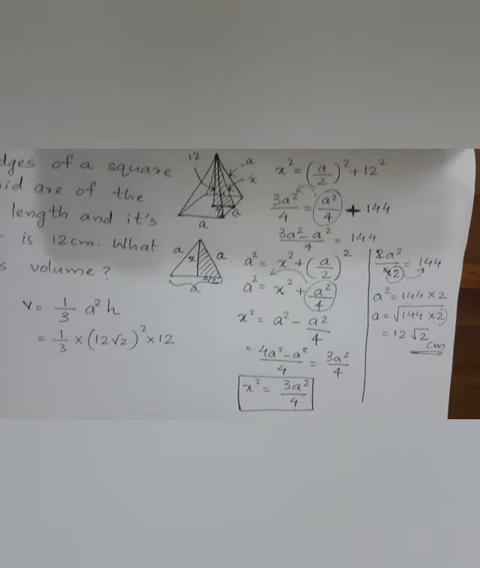 dges of a square
id are of the
length and it's
is 12cm. What
s volume?
V = 1/3 a²h
= 1/3 × (12√2)² × 12
12
a
x
a
a
a
x
a
a
x² = (a/2)² + 12²
3a²/4 = a²/4 + 144
3a² - a²/4 = 144
a² = x² + (a/2)²
a² = x² + a²/4
x² = a² - a²/4
= 4a² - a²/4 = 3a²/4
x² = 3a²/4
2a²/4 2 = 144
a² = 144 × 2
a = √(144 × 2)
= 12√2 cm